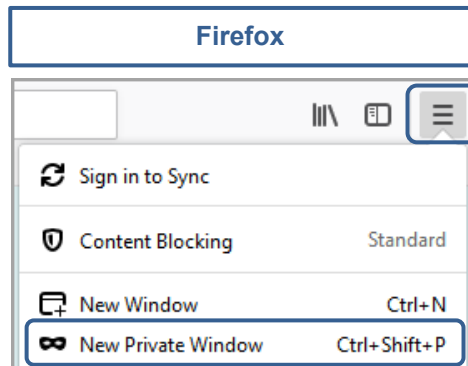 Firefox
Sign in to Sync
Content Blocking Standard
New Window Ctrl+N
New Private Window Ctrl+Shift+P